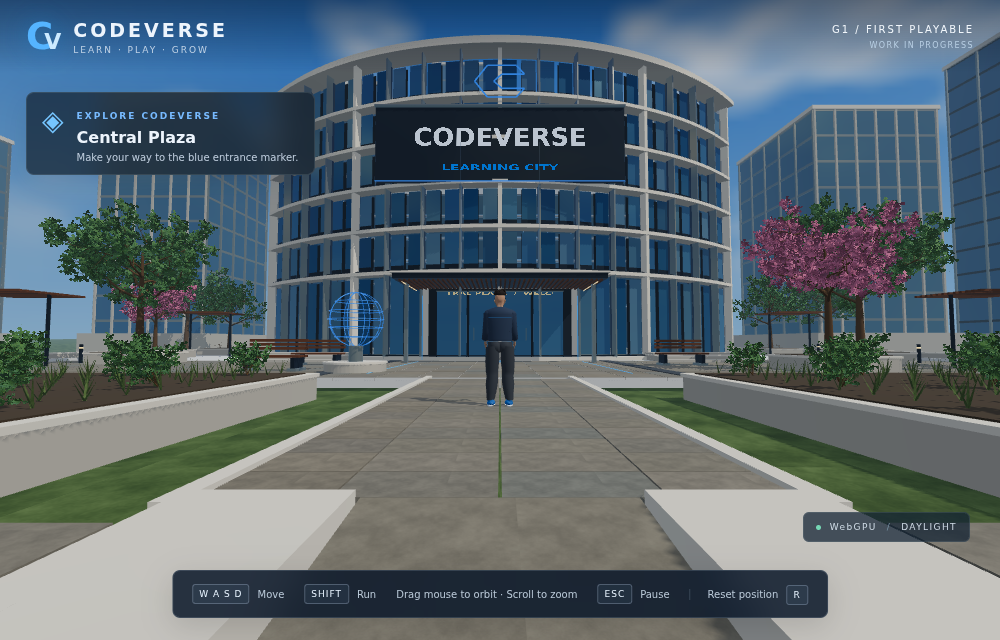 CV CODEVERSE
LEARN · PLAY · GROW
G1 / FIRST PLAYABLE
WORK IN PROGRESS
EXPLORE CODEVERSE
Central Plaza
Make your way to the blue entrance marker.
CODEVERSE
LEARNING CITY
WebGPU / DAYLIGHT
W A S D Move SHIFT Run Drag mouse to orbit · Scroll to zoom ESC Pause Reset position R